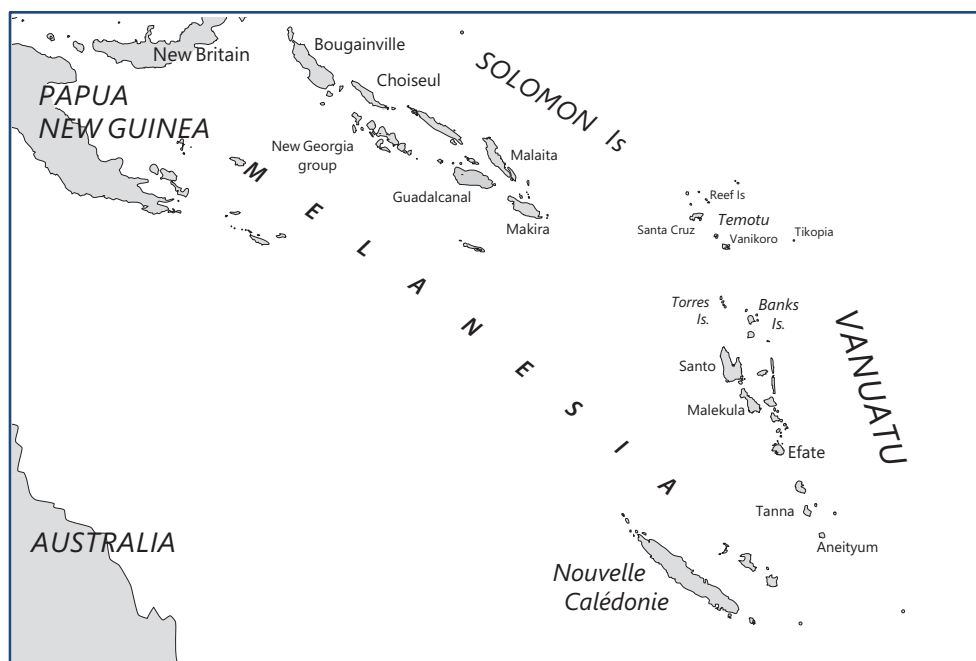 New Britain
Bougainville
Choiseul
SOLOMON Is
PAPUA
NEW GUINEA
New Georgia
group
Malaita
Guadalcanal
Makira
MELANESIA
Reef Is
Temotu
Santa Cruz
Vanikoro
Tikopia
Torres
Is.
Banks
Is.
VANUATU
Santo
Malekula
Efate
Tanna
Aneityum
AUSTRALIA
Nouvelle
Calédonie